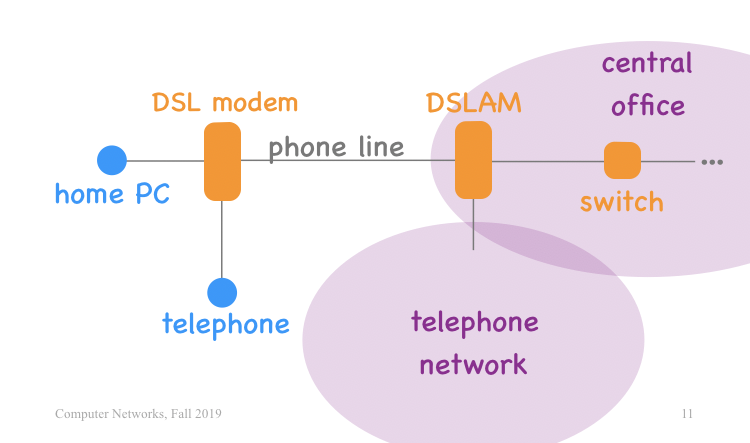 central
office
DSL modem
DSLAM
phone line
home PC
switch
telephone
telephone
network
Computer Networks, Fall 2019
11